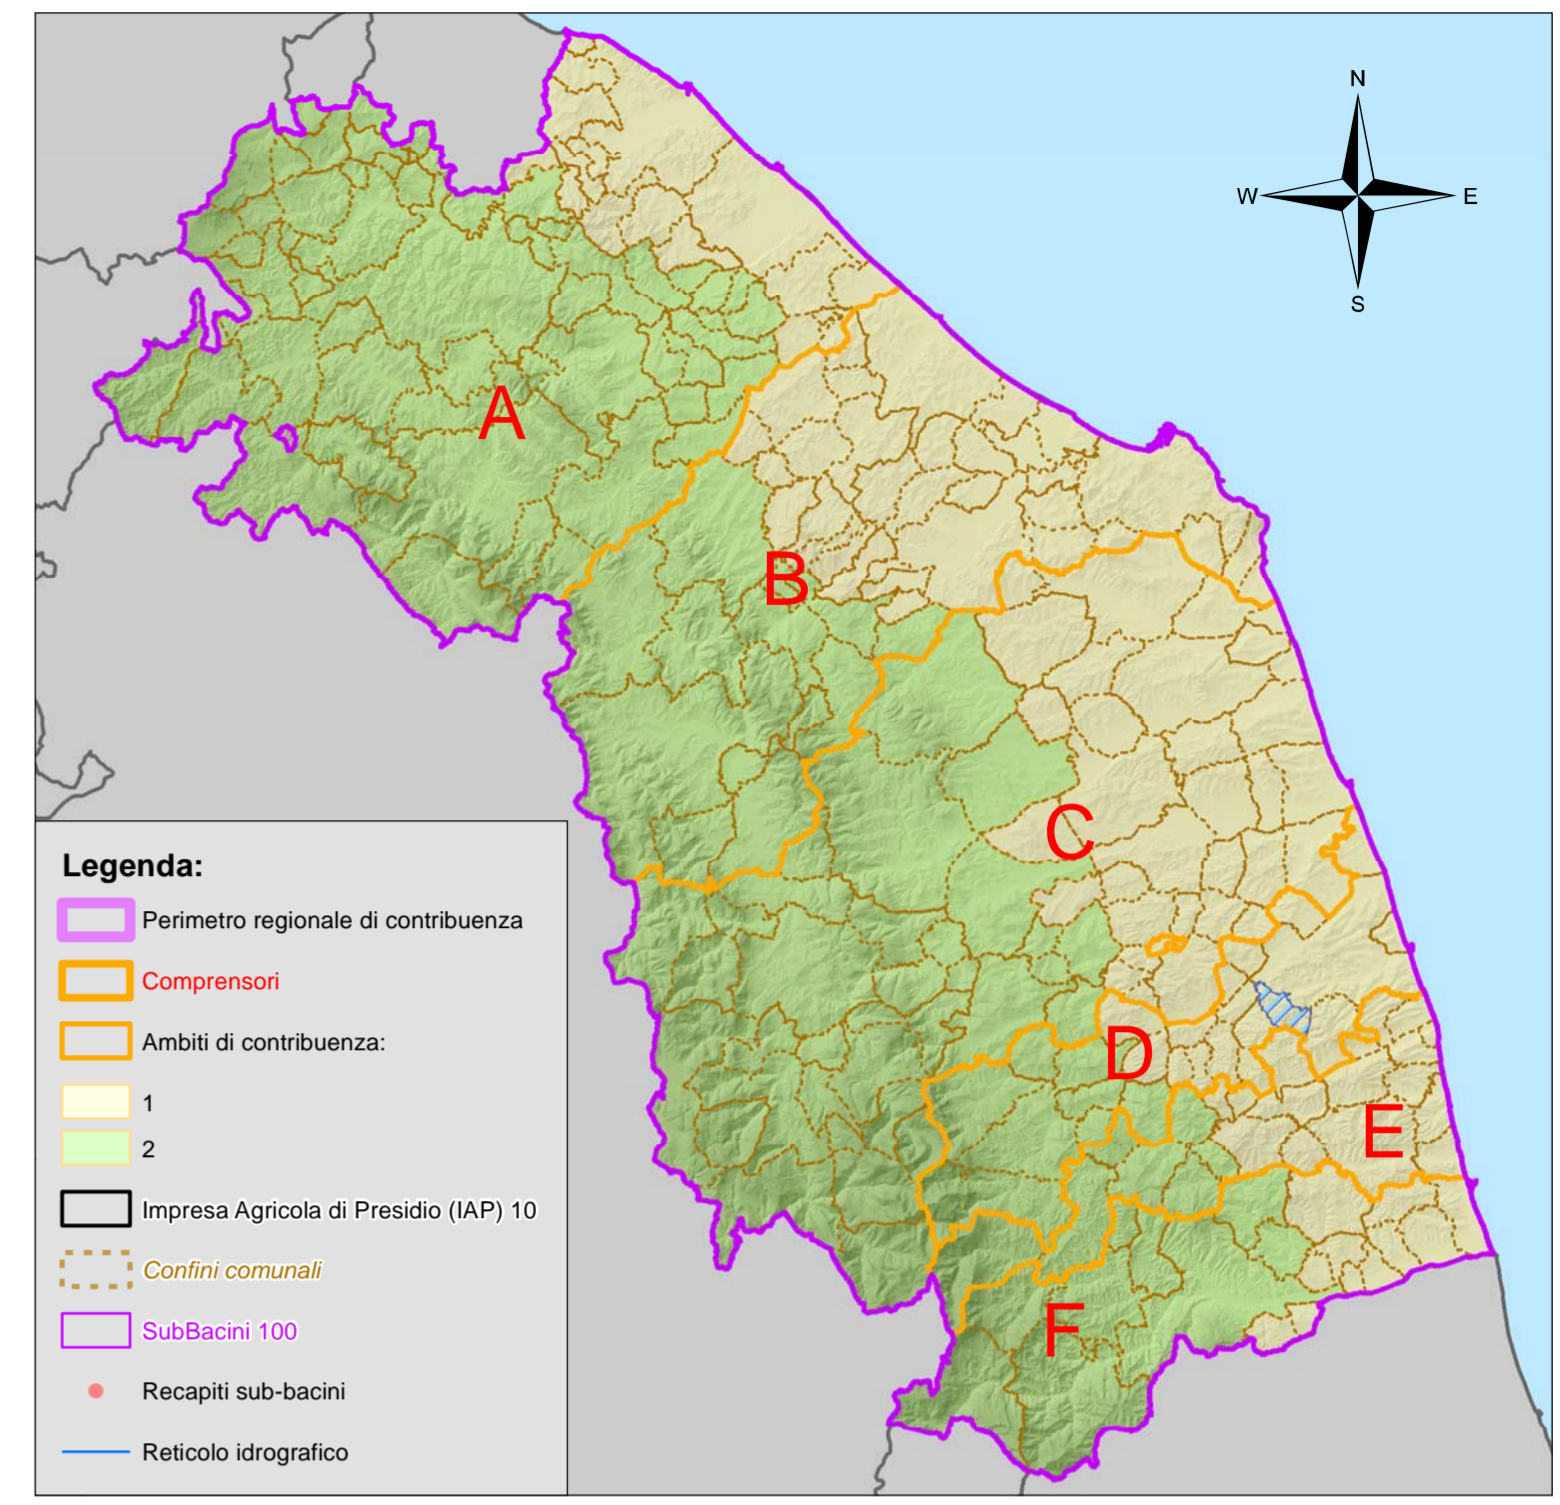 N
W
E
S
A
B
C
D
E
F
Legenda:
Perimetro regionale di contribuenza
Comprensori
Ambiti di contribuenza:
1
2
Impresa Agricola di Presidio (IAP) 10
Confini comunali
SubBacini 100
Recapiti sub-bacini
Reticolo idrografico